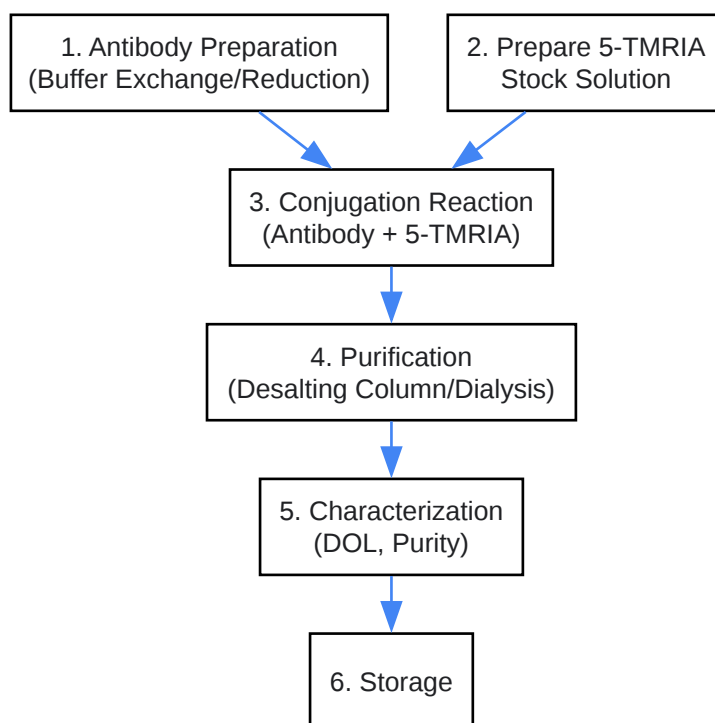 1. Antibody Preparation
(Buffer Exchange/Reduction)
2. Prepare 5-TMRIA
Stock Solution
3. Conjugation Reaction
(Antibody + 5-TMRIA)
4. Purification
(Desalting Column/Dialysis)
5. Characterization
(DOL, Purity)
6. Storage